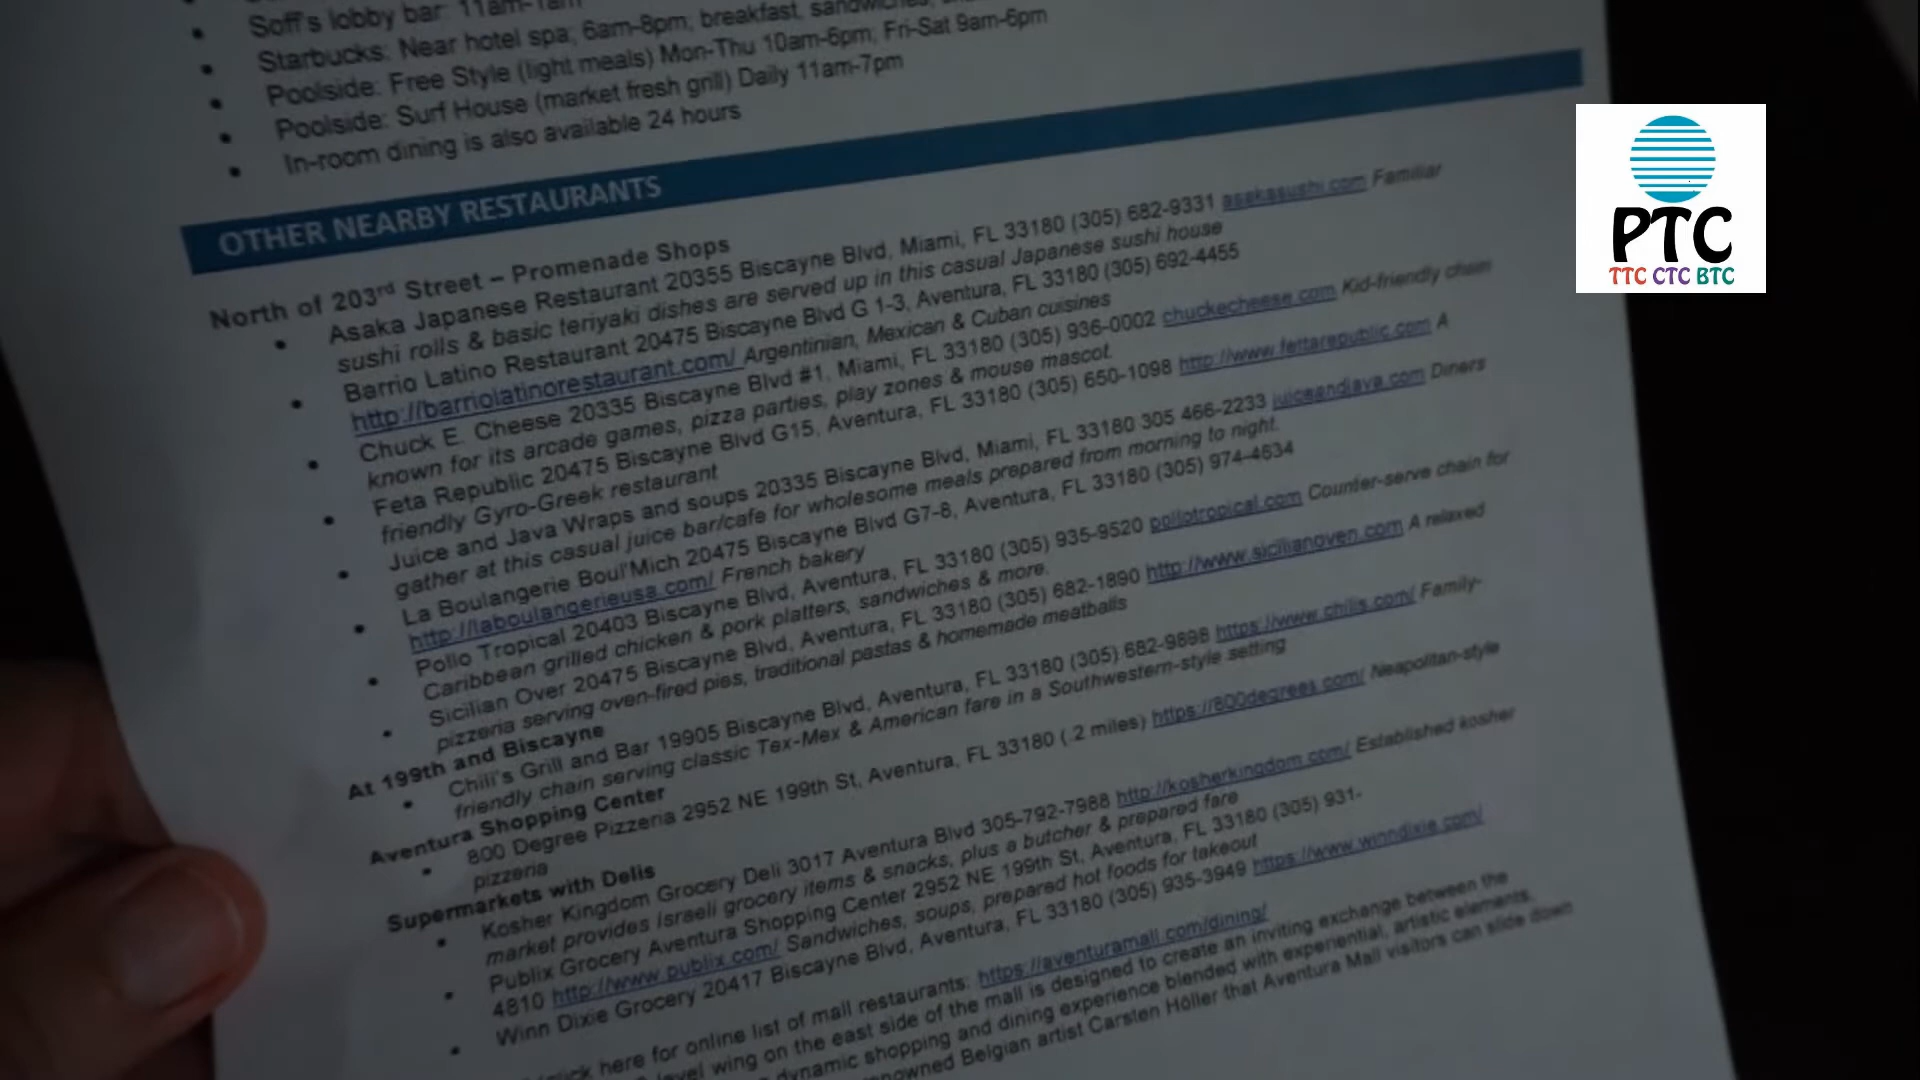 Soff's lobby bar: 11am-1am
Starbucks: Near hotel spa; 6am-8pm; breakfast, sandwiches,
Poolside: Free Style (light meals) Mon-Thu 10am-6pm; Fri-Sat 9am-6pm
Poolside: Surf House (market fresh grill) Daily 11am-7pm
In-room dining is also available 24 hours
OTHER NEARBY RESTAURANTS
North of 203rd Street – Promenade Shops
Asaka Japanese Restaurant 20355 Biscayne Blvd, Miami, FL 33180 (305) 682-9331 asakasushi.com Familiar
sushi rolls & basic teriyaki dishes are served up in this casual Japanese sushi house
Barrio Latino Restaurant 20475 Biscayne Blvd G 1-3, Aventura, FL 33180 (305) 692-4455
http://barriolatinorestaurant.com/ Argentinian, Mexican & Cuban cuisines
Chuck E. Cheese 20335 Biscayne Blvd #1, Miami, FL 33180 (305) 936-0002 chuckecheese.com Kid-friendly chain
known for its arcade games, pizza parties, play zones & mouse mascot.
Feta Republic 20475 Biscayne Blvd G15, Aventura, FL 33180 (305) 650-1098 http://www.fettarepublic.com A
friendly Gyro-Greek restaurant
Juice and Java Wraps and soups 20335 Biscayne Blvd, Miami, FL 33180 305 466-2233 juiceandjava.com Diners
gather at this casual juice bar/cafe for wholesome meals prepared from morning to night.
La Boulangerie Boul'Mich 20475 Biscayne Blvd G7-8, Aventura, FL 33180 (305) 974-4634
http://laboulangerieusa.com/ French bakery
Pollo Tropical 20403 Biscayne Blvd, Aventura, FL 33180 (305) 935-9520 pollotropical.com Counter-serve chain for
Caribbean grilled chicken & pork platters, sandwiches & more.
Sicilian Over 20475 Biscayne Blvd, Aventura, FL 33180 (305) 682-1890 http://www.sicilianoven.com A relaxed
pizzeria serving oven-fired pies, traditional pastas & homemade meatballs
At 199th and Biscayne
Chili's Grill and Bar 19905 Biscayne Blvd, Aventura, FL 33180 (305) 682-9898 https://www.chilis.com/ Family-
friendly chain serving classic Tex-Mex & American fare in a Southwestern-style setting
Aventura Shopping Center
800 Degree Pizzeria 2952 NE 199th St, Aventura, FL 33180 (.2 miles) https://800degrees.com/ Neapolitan-style
pizzeria
Supermarkets with Delis
Kosher Kingdom Grocery Deli 3017 Aventura Blvd 305-792-7988 http://kosherkingdom.com/ Established kosher
market provides Israeli grocery items & snacks, plus a butcher & prepared fare
Publix Grocery Aventura Shopping Center 2952 NE 199th St, Aventura, FL 33180 (305) 931-
4810 http://www.publix.com/ Sandwiches, soups, prepared hot foods for takeout
Winn Dixie Grocery 20417 Biscayne Blvd, Aventura, FL 33180 (305) 935-3949 https://www.winndixie.com/
click here for online list of mall restaurants: https://aventuramall.com/dining/
level wing on the east side of the mall is designed to create an inviting exchange between the
dynamic shopping and dining experience blended with experiential, artistic elements.
Belgian artist Carsten Höller that Aventura Mall visitors can slide down
PTC
TTC CTC BTC